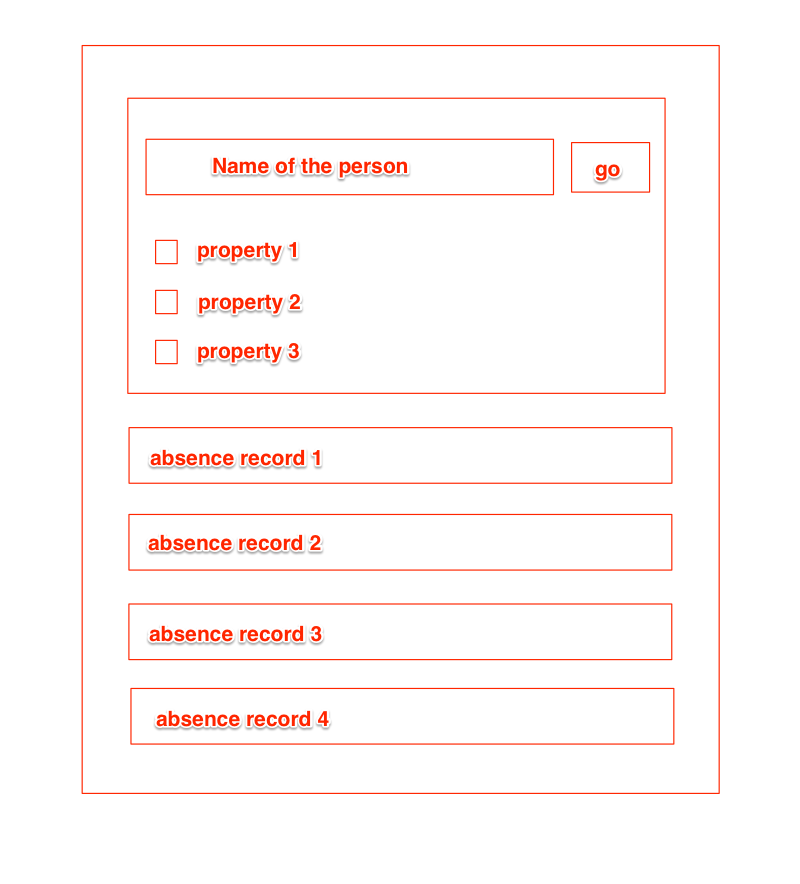 Name of the person
go
property 1
property 2
property 3
absence record 1
absence record 2
absence record 3
absence record 4